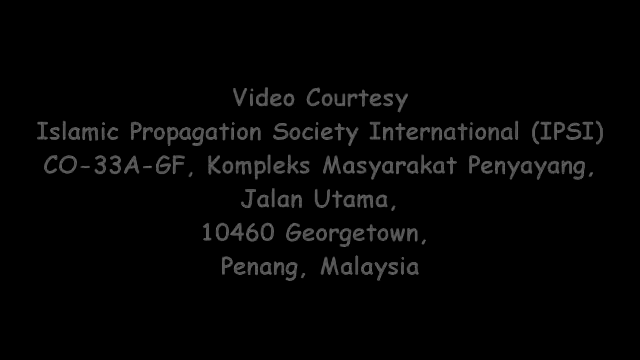 Video Courtesy
Islamic Propagation Society International (IPSI)
CO-33A-GF, Kompleks Masyarakat Penyayang,
Jalan Utama,
10460 Georgetown,
Penang, Malaysia